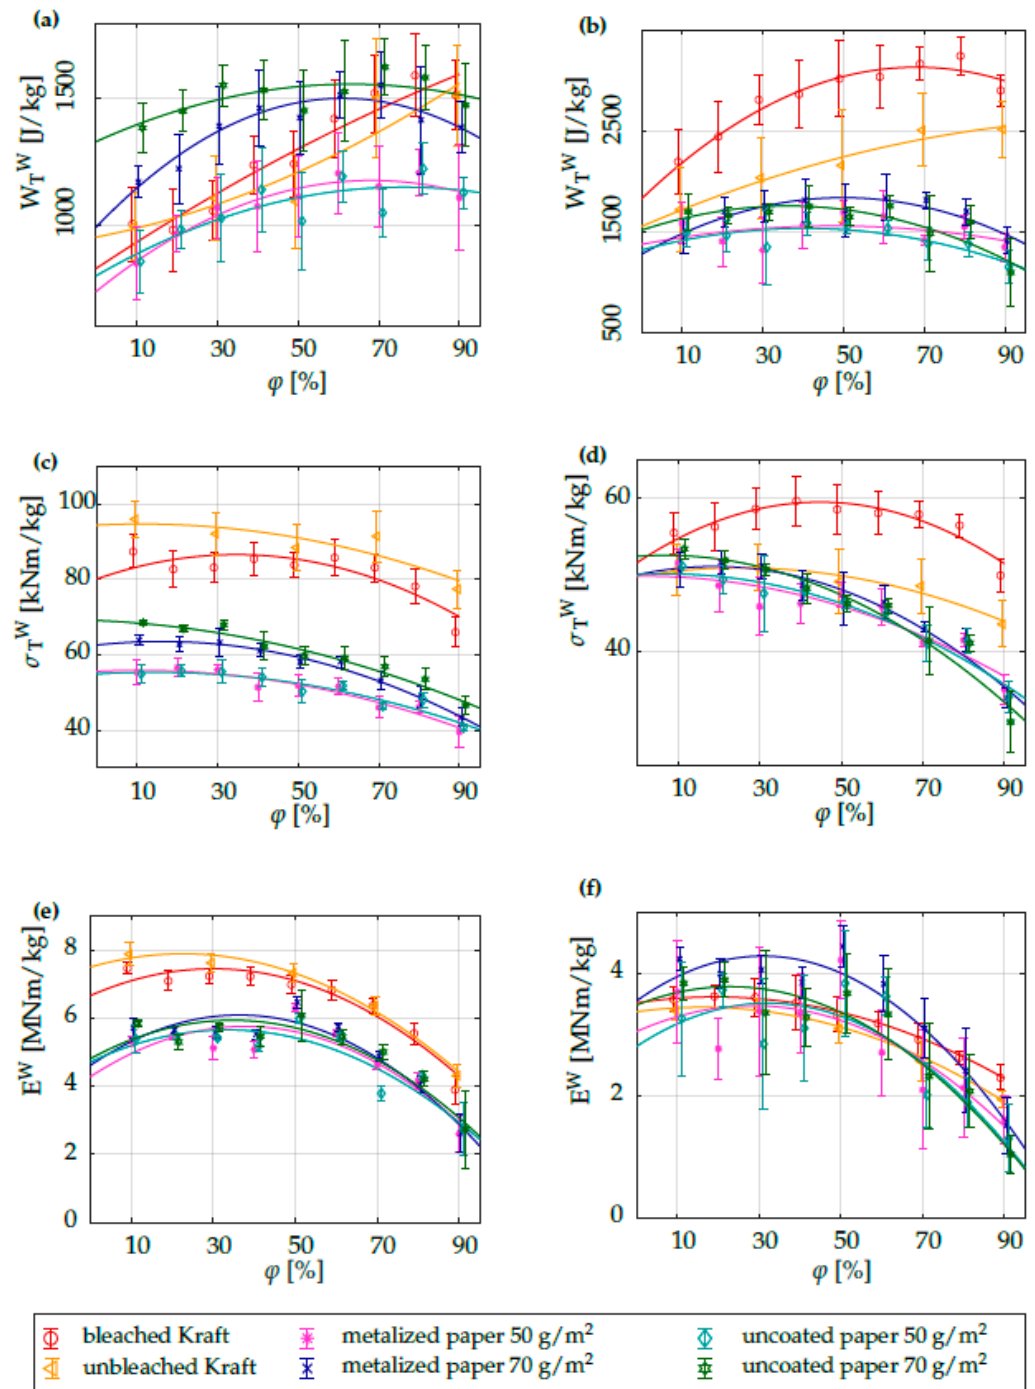 (a)
W_T^W [J/kg]
1500
1000
10 30 50 70 90
φ [%]
(b)
W_T^W [J/kg]
2500
1500
500
10 30 50 70 90
φ [%]
(c)
σ_T^W [kNm/kg]
100
80
60
40
10 30 50 70 90
φ [%]
(d)
σ_T^W [kNm/kg]
60
40
10 30 50 70 90
φ [%]
(e)
E^W [MNm/kg]
8
6
4
2
0
10 30 50 70 90
φ [%]
(f)
E^W [MNm/kg]
4
2
0
10 30 50 70 90
φ [%]
bleached Kraft metalized paper 50 g/m² uncoated paper 50 g/m²
unbleached Kraft metalized paper 70 g/m² uncoated paper 70 g/m²